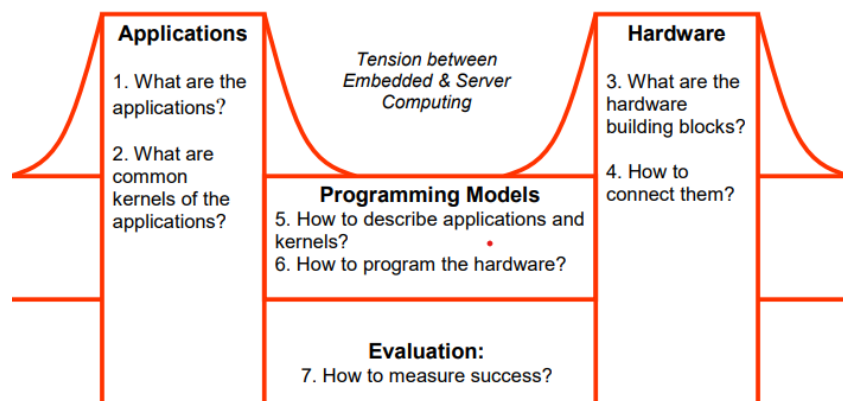 Applications
1. What are the
applications?
2. What are
common
kernels of the
applications?
Tension between
Embedded & Server
Computing
Hardware
3. What are the
hardware
building blocks?
4. How to
connect them?
Programming Models
5. How to describe applications and
kernels?
6. How to program the hardware?
Evaluation:
7. How to measure success?